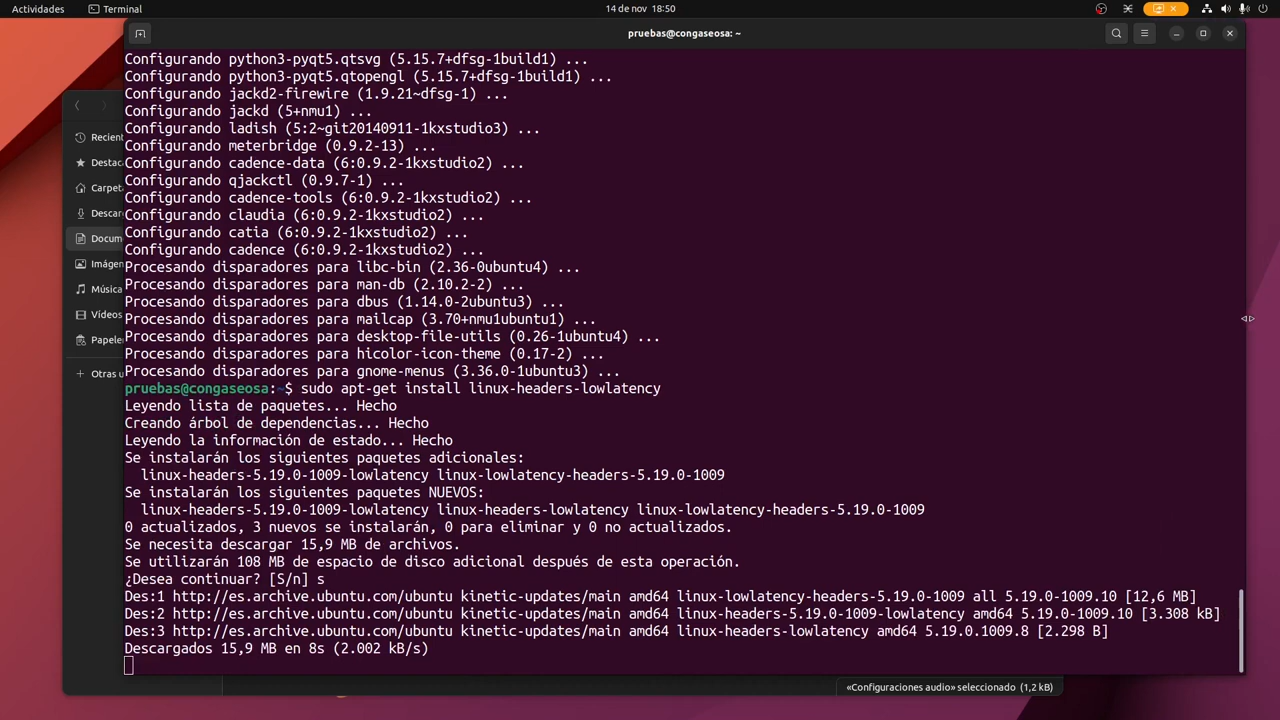 Actividades
Terminal
14 de nov 18:50
pruebas@congaseosa: ~
Recient
Destaca
Carpeta
Descar
Docum
Imágen
Música
Vídeos
Papeler
+ Otras u
Configurando python3-pyqt5.qtsvg (5.15.7+dfsg-1build1) ...
Configurando python3-pyqt5.qtopengl (5.15.7+dfsg-1build1) ...
Configurando jackd2-firewire (1.9.21~dfsg-1) ...
Configurando jackd (5+nmu1) ...
Configurando ladish (5:2~git20140911-1kxstudio3) ...
Configurando meterbridge (0.9.2-13) ...
Configurando cadence-data (6:0.9.2-1kxstudio2) ...
Configurando qjackctl (0.9.7-1) ...
Configurando cadence-tools (6:0.9.2-1kxstudio2) ...
Configurando claudia (6:0.9.2-1kxstudio2) ...
Configurando catia (6:0.9.2-1kxstudio2) ...
Configurando cadence (6:0.9.2-1kxstudio2) ...
Procesando disparadores para libc-bin (2.36-0ubuntu4) ...
Procesando disparadores para man-db (2.10.2-2) ...
Procesando disparadores para dbus (1.14.0-2ubuntu3) ...
Procesando disparadores para mailcap (3.70+nmu1ubuntu1) ...
Procesando disparadores para desktop-file-utils (0.26-1ubuntu4) ...
Procesando disparadores para hicolor-icon-theme (0.17-2) ...
Procesando disparadores para gnome-menus (3.36.0-1ubuntu3) ...
pruebas@congaseosa:~$ sudo apt-get install linux-headers-lowlatency
Leyendo lista de paquetes... Hecho
Creando árbol de dependencias... Hecho
Leyendo la información de estado... Hecho
Se instalarán los siguientes paquetes adicionales:
linux-headers-5.19.0-1009-lowlatency linux-lowlatency-headers-5.19.0-1009
Se instalarán los siguientes paquetes NUEVOS:
linux-headers-5.19.0-1009-lowlatency linux-headers-lowlatency linux-lowlatency-headers-5.19.0-1009
0 actualizados, 3 nuevos se instalarán, 0 para eliminar y 0 no actualizados.
Se necesita descargar 15,9 MB de archivos.
Se utilizarán 108 MB de espacio de disco adicional después de esta operación.
¿Desea continuar? [S/n] s
Des:1 http://es.archive.ubuntu.com/ubuntu kinetic-updates/main amd64 linux-lowlatency-headers-5.19.0-1009 all 5.19.0-1009.10 [12,6 MB]
Des:2 http://es.archive.ubuntu.com/ubuntu kinetic-updates/main amd64 linux-headers-5.19.0-1009-lowlatency amd64 5.19.0-1009.10 [3.308 kB]
Des:3 http://es.archive.ubuntu.com/ubuntu kinetic-updates/main amd64 linux-headers-lowlatency amd64 5.19.0.1009.8 [2.298 B]
Descargados 15,9 MB en 8s (2.002 kB/s)
«Configuraciones audio» seleccionado (1,2 kB)